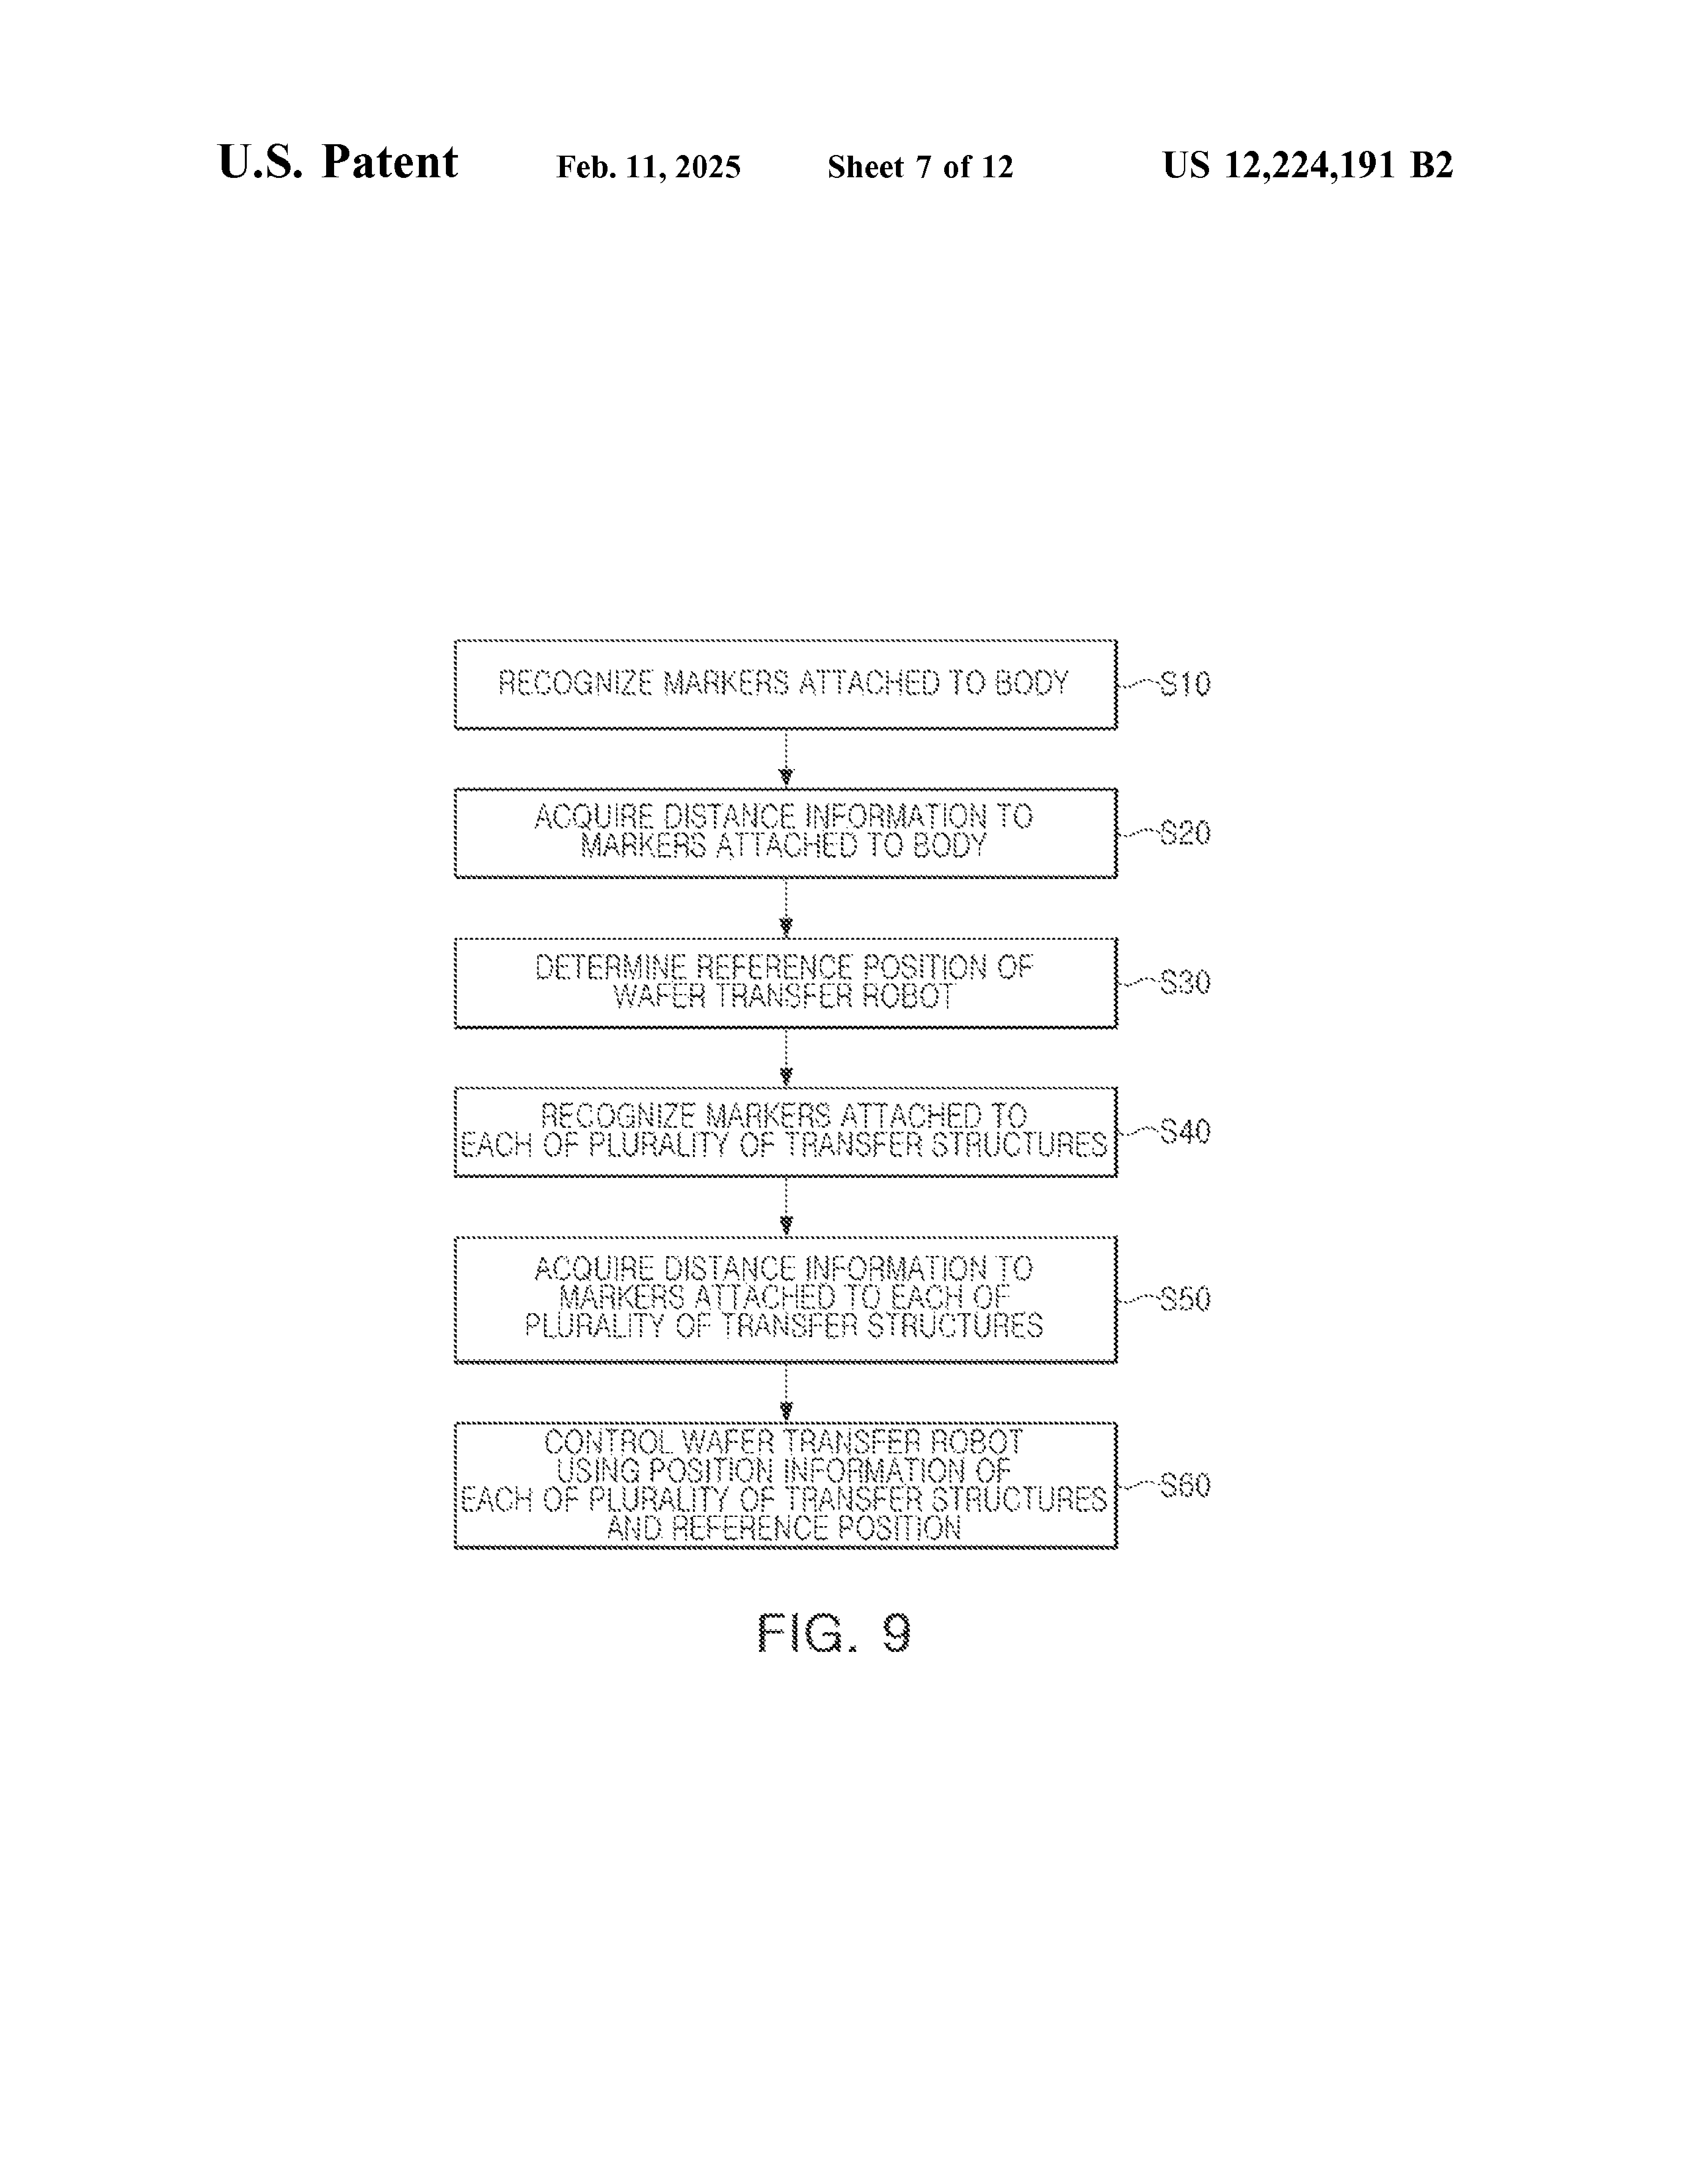 U.S. Patent Feb. 11, 2025 Sheet 7 of 12 US 12,224,191 B2
RECOGNIZE MARKERS ATTACHED TO BODY S10
ACQUIRE DISTANCE INFORMATION TO
MARKERS ATTACHED TO BODY S20
DETERMINE REFERENCE POSITION OF
WAFER TRANSFER ROBOT S30
RECOGNIZE MARKERS ATTACHED TO
EACH OF PLURALITY OF TRANSFER STRUCTURES S40
ACQUIRE DISTANCE INFORMATION TO
MARKERS ATTACHED TO EACH OF S50
PLURALITY OF TRANSFER STRUCTURES
CONTROL WAFER TRANSFER ROBOT
USING POSITION INFORMATION OF S60
EACH OF PLURALITY OF TRANSFER STRUCTURES
AND REFERENCE POSITION
FIG. 9